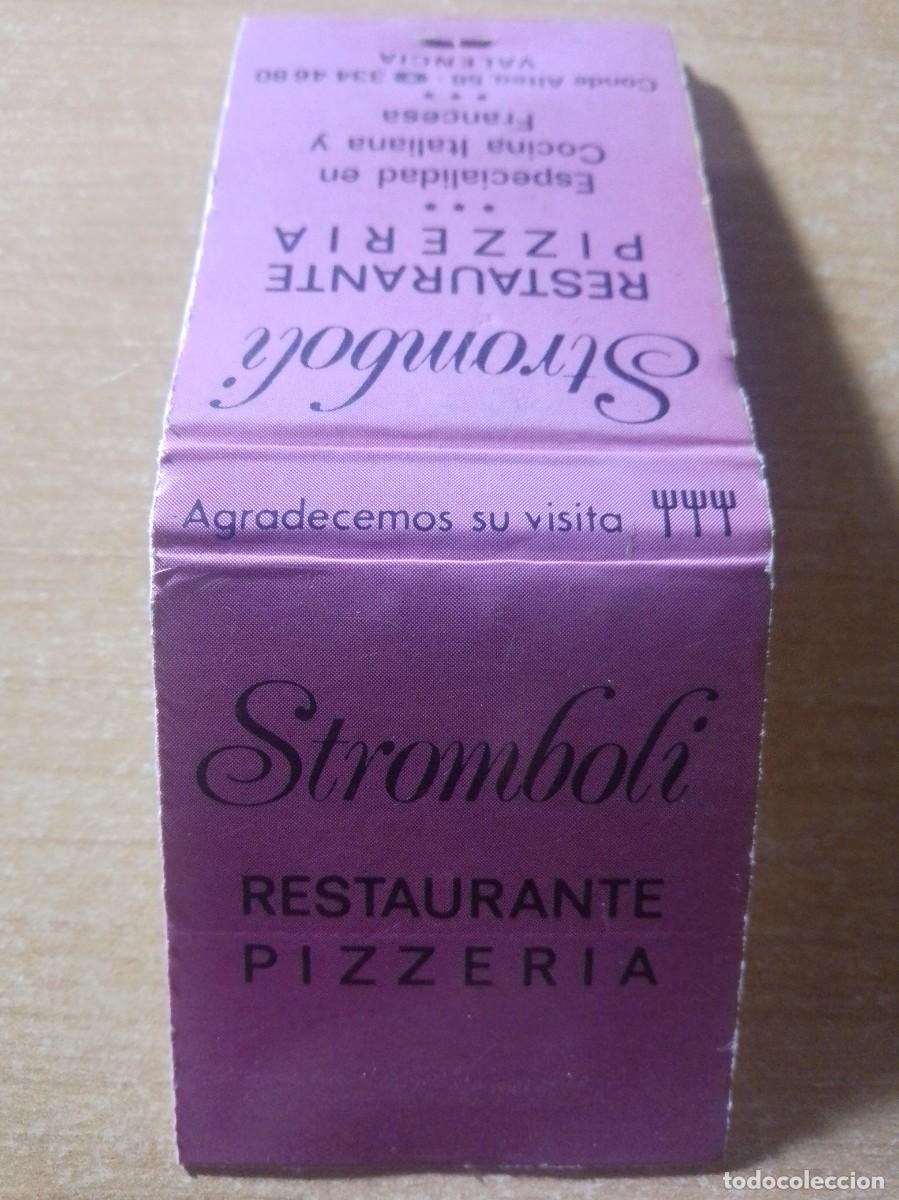 Stromboli
RESTAURANTE
PIZZERIA
• • •
Especialidad en
Cocina Italiana y
Francesa
• • •
Conde Altea, 56 - ☎ 334 46 80
VALENCIA
Agradecemos su visita
Stromboli
RESTAURANTE
PIZZERIA
todocoleccion